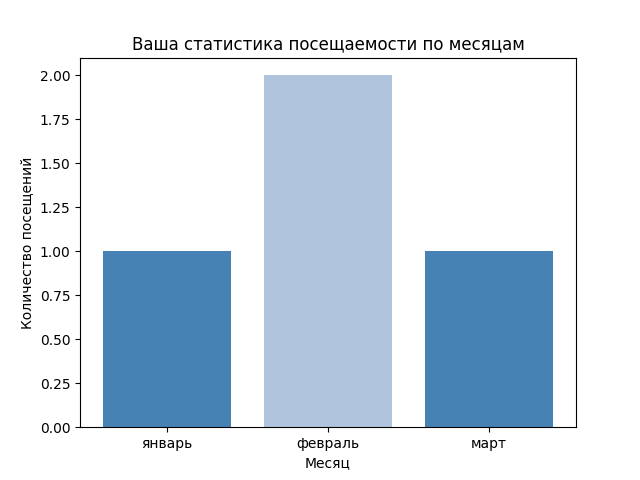 Ваша статистика посещаемости по месяцам
Количество посещений
2.00
1.75
1.50
1.25
1.00
0.75
0.50
0.25
0.00
январь февраль март
Месяц